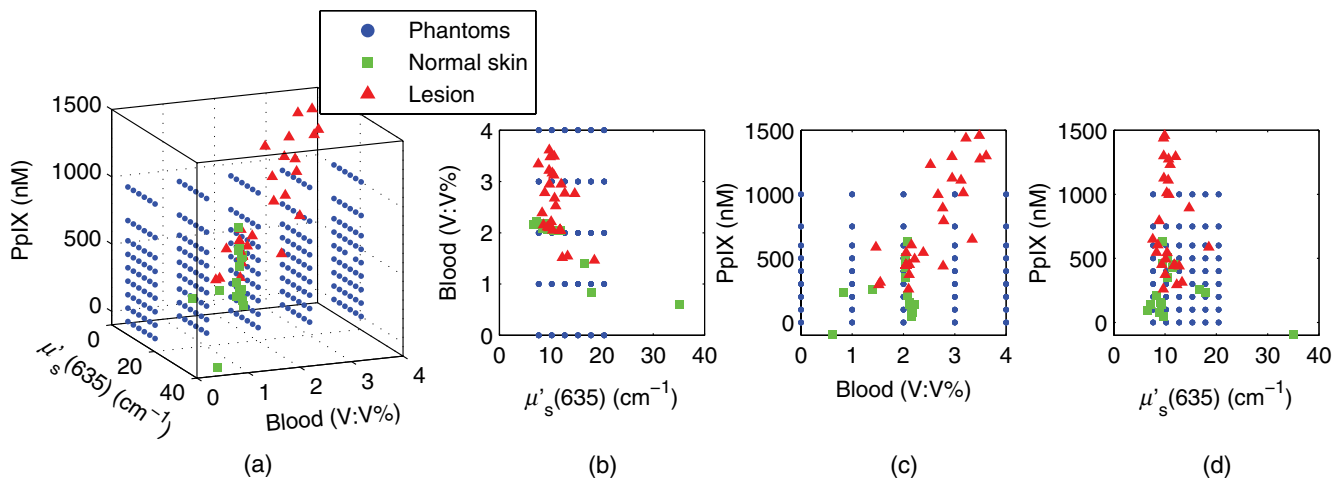 Phantoms
Normal skin
Lesion
1500
1000
500
0
PpIX (nM)
0
20
40
μ's(635) (cm⁻¹)
0
1
2
3
4
Blood (V:V%)
(a)
4
3
2
1
0
Blood (V:V%)
0
10
20
30
40
μ's(635) (cm⁻¹)
(b)
1500
1000
500
0
PpIX (nM)
0
1
2
3
4
Blood (V:V%)
(c)
1500
1000
500
0
PpIX (nM)
0
10
20
30
40
μ's(635) (cm⁻¹)
(d)